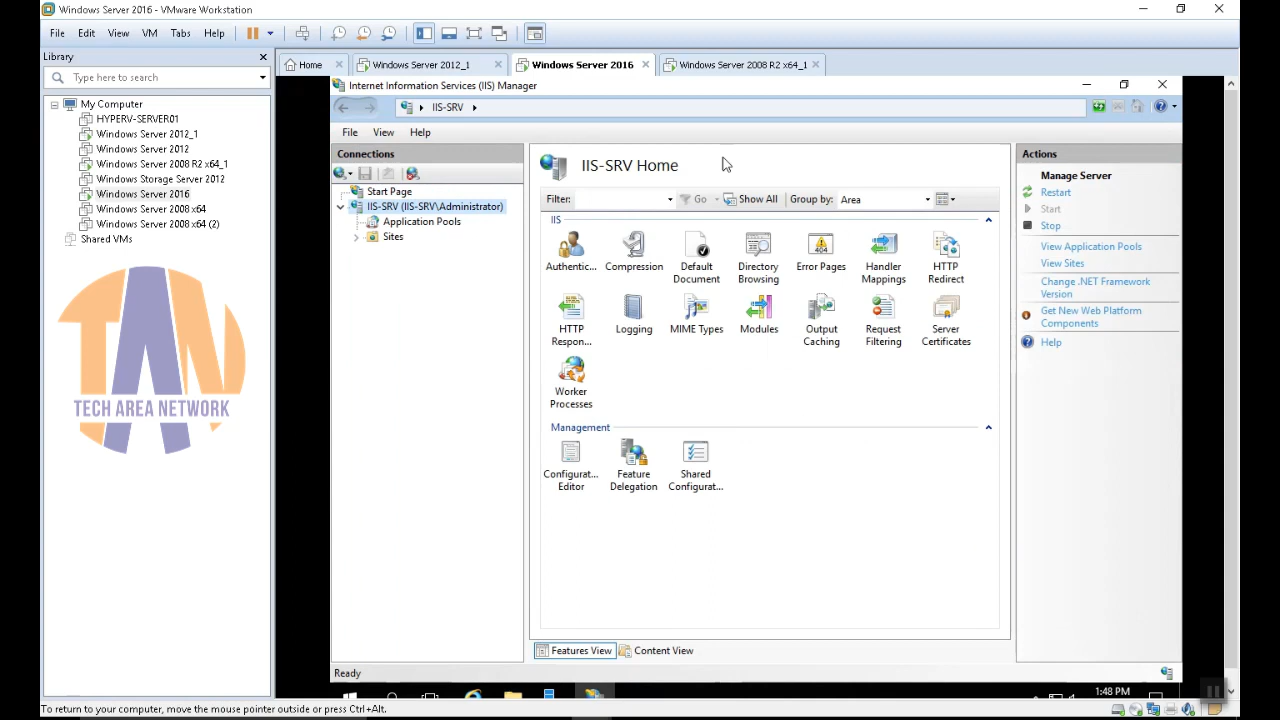 Windows Server 2016 - VMware Workstation
File Edit View VM Tabs Help
Library
Type here to search
My Computer
HYPERV-SERVER01
Windows Server 2012_1
Windows Server 2012
Windows Server 2008 R2 x64_1
Windows Storage Server 2012
Windows Server 2016
Windows Server 2008 x64
Windows Server 2008 x64 (2)
Shared VMs
TAN
TECH AREA NETWORK
Home Windows Server 2012_1 Windows Server 2016 Windows Server 2008 R2 x64_1
Internet Information Services (IIS) Manager
IIS-SRV
File View Help
Connections
Start Page
IIS-SRV (IIS-SRV\Administrator)
Application Pools
Sites
IIS-SRV Home
Filter: Go Show All Group by: Area
IIS
Authentic...
Compression
Default Document
Directory Browsing
Error Pages
404
Handler Mappings
HTTP Redirect
HTTP Respon...
Logging
MIME Types
Modules
Output Caching
Request Filtering
Server Certificates
Worker Processes
Management
Configurat... Editor
Feature Delegation
Shared Configurat...
Features View Content View
Actions
Manage Server
Restart
Start
Stop
View Application Pools
View Sites
Change .NET Framework
Version
Get New Web Platform
Components
Help
Ready
1:48 PM
To return to your computer, move the mouse pointer outside or press Ctrl+Alt.